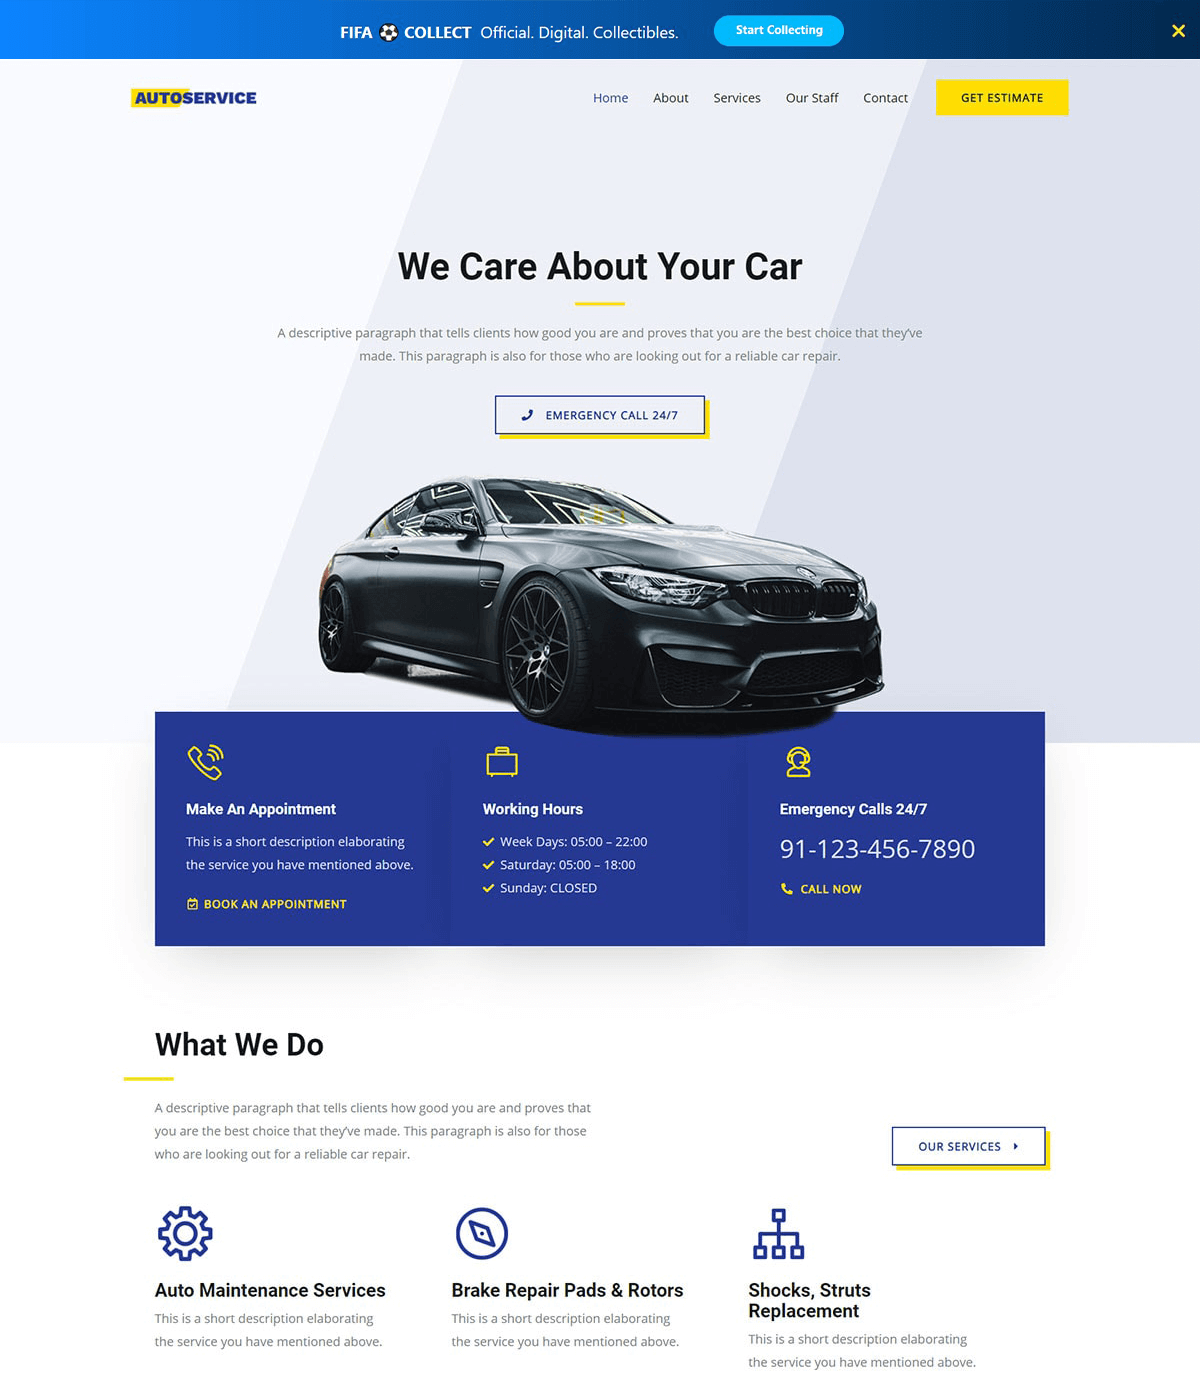 FIFA COLLECT Official. Digital. Collectibles.
Start Collecting
AUTOSERVICE
Home
About
Services
Our Staff
Contact
GET ESTIMATE
We Care About Your Car
A descriptive paragraph that tells clients how good you are and proves that you are the best choice that they've
made. This paragraph is also for those who are looking out for a reliable car repair.
EMERGENCY CALL 24/7
Make An Appointment
This is a short description elaborating
the service you have mentioned above.
BOOK AN APPOINTMENT
Working Hours
Week Days: 05:00 – 22:00
Saturday: 05:00 – 18:00
Sunday: CLOSED
Emergency Calls 24/7
91-123-456-7890
CALL NOW
What We Do
A descriptive paragraph that tells clients how good you are and proves that
you are the best choice that they've made. This paragraph is also for those
who are looking out for a reliable car repair.
OUR SERVICES
Auto Maintenance Services
This is a short description elaborating
the service you have mentioned above.
Brake Repair Pads & Rotors
This is a short description elaborating
the service you have mentioned above.
Shocks, Struts
Replacement
This is a short description elaborating
the service you have mentioned above.